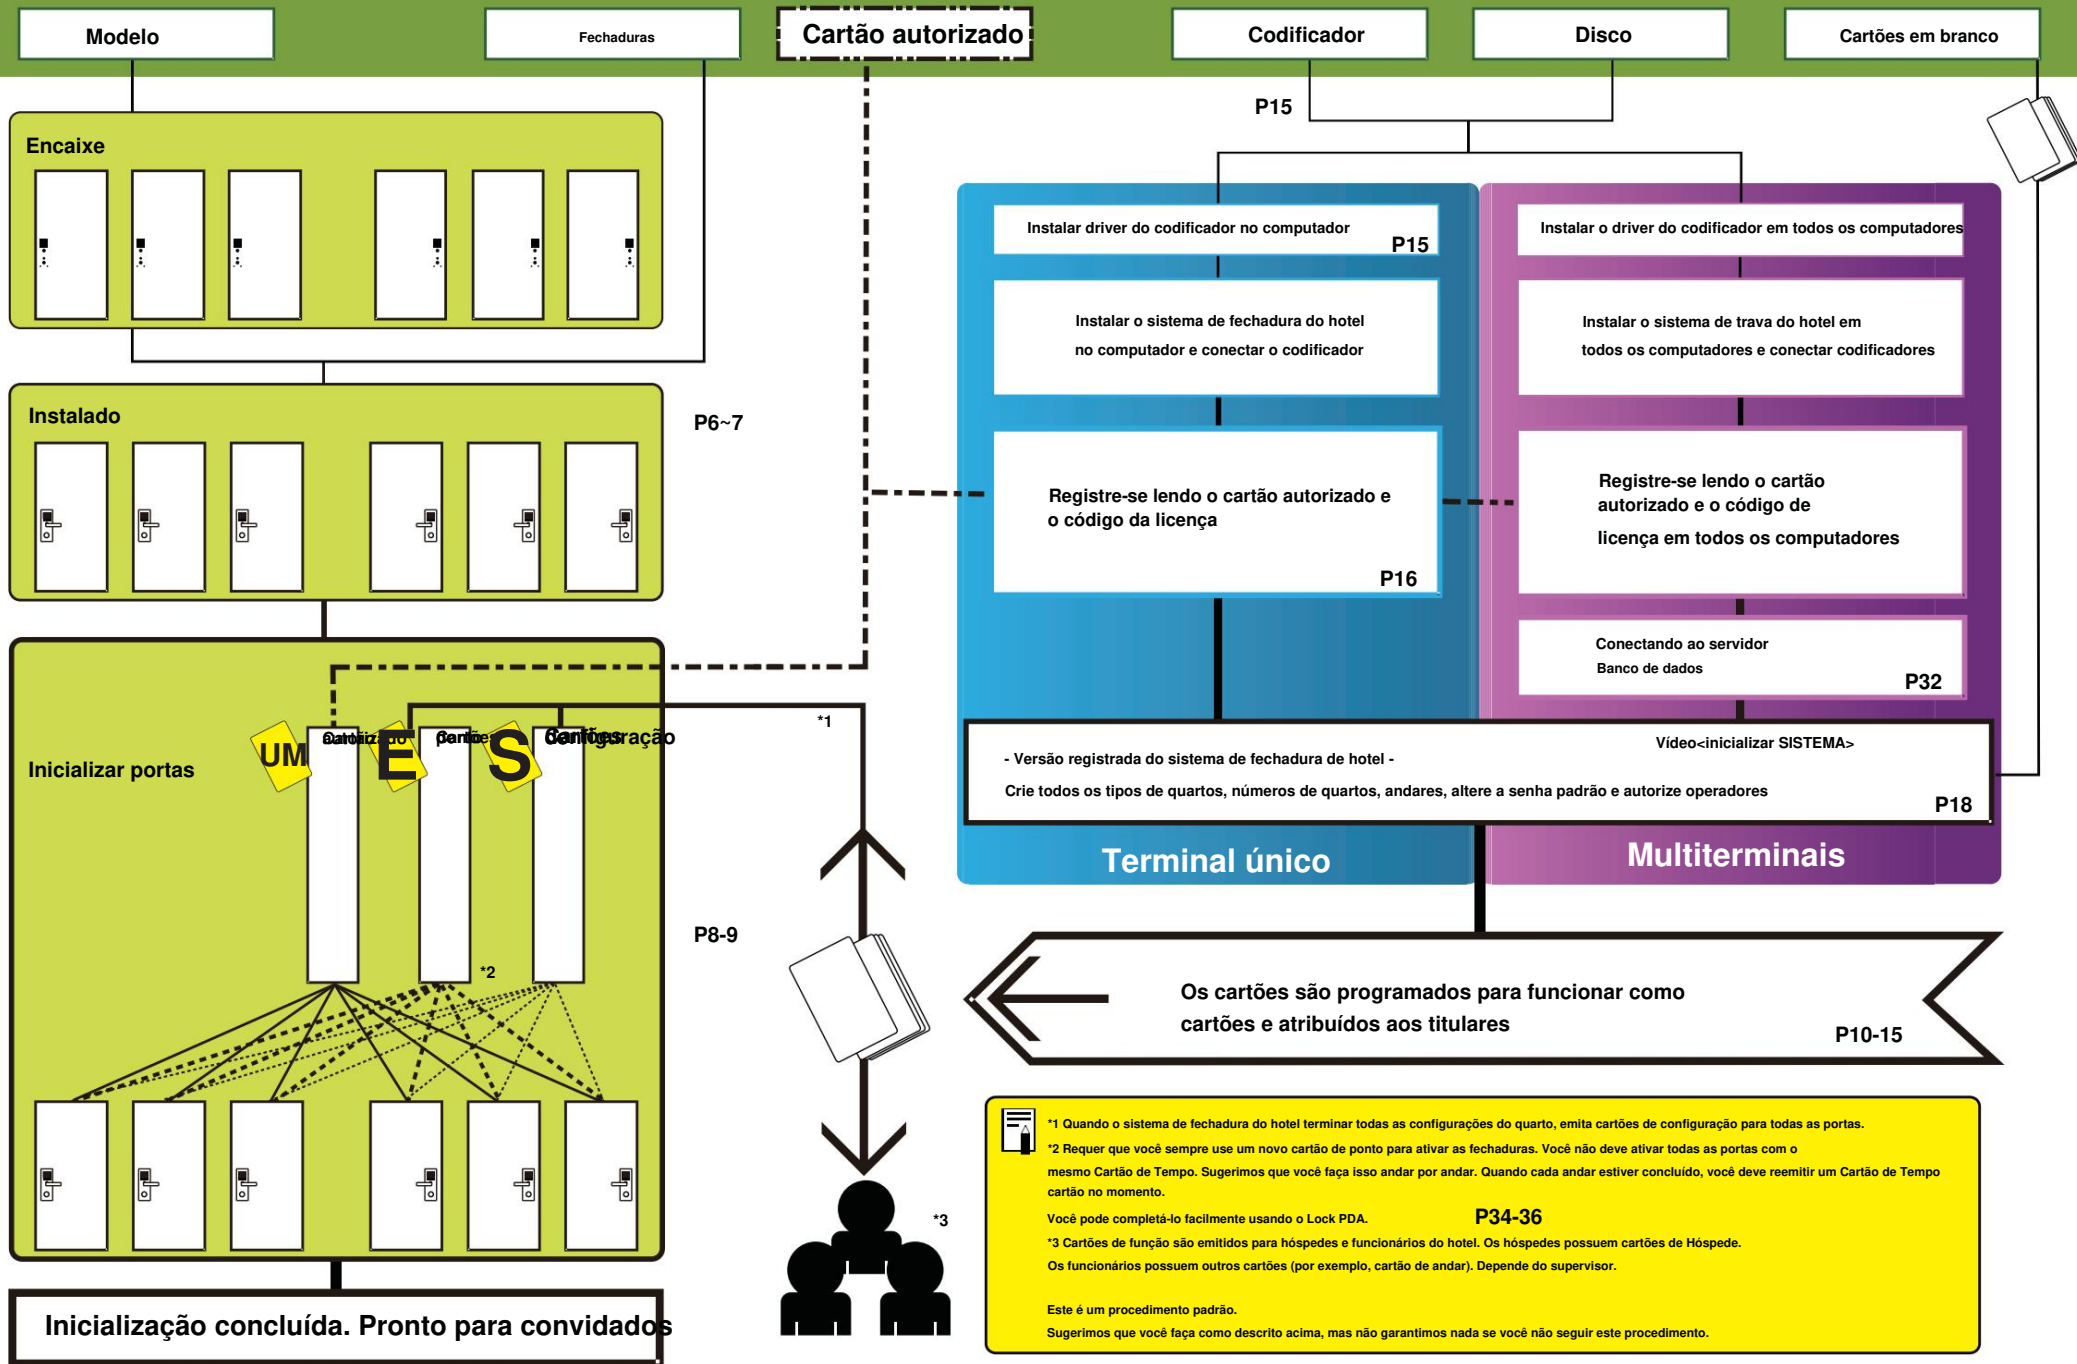 Modelo
Fechaduras
Cartão autorizado
Codificador
Disco
Cartões em branco
P15
Encaixe
Instalado
P6~7
Inicializar portas
UM
autorizado
E
Cartões
S
Cartões
configuração
*1
*2
P8-9
Inicialização concluída. Pronto para convidados
Instalar driver do codificador no computador
P15
Instalar o sistema de fechadura do hotel
no computador e conectar o codificador
Registre-se lendo o cartão autorizado e
o código da licença
P16
Instalar o driver do codificador em todos os computadores
Instalar o sistema de trava do hotel em
todos os computadores e conectar codificadores
Registre-se lendo o cartão
autorizado e o código de
licença em todos os computadores
Conectando ao servidor
Banco de dados
P32
Vídeo<inicializar SISTEMA>
- Versão registrada do sistema de fechadura de hotel -
Crie todos os tipos de quartos, números de quartos, andares, altere a senha padrão e autorize operadores
P18
Terminal único
Multiterminais
Os cartões são programados para funcionar como
cartões e atribuídos aos titulares
P10-15
*3
*1 Quando o sistema de fechadura do hotel terminar todas as configurações do quarto, emita cartões de configuração para todas as portas.
*2 Requer que você sempre use um novo cartão de ponto para ativar as fechaduras. Você não deve ativar todas as portas com o
mesmo Cartão de Tempo. Sugerimos que você faça isso andar por andar. Quando cada andar estiver concluído, você deve reemitir um Cartão de Tempo
cartão no momento.
Você pode completá-lo facilmente usando o Lock PDA.
P34-36
*3 Cartões de função são emitidos para hóspedes e funcionários do hotel. Os hóspedes possuem cartões de Hóspede.
Os funcionários possuem outros cartões (por exemplo, cartão de andar). Depende do supervisor.
Este é um procedimento padrão.
Sugerimos que você faça como descrito acima, mas não garantimos nada se você não seguir este procedimento.